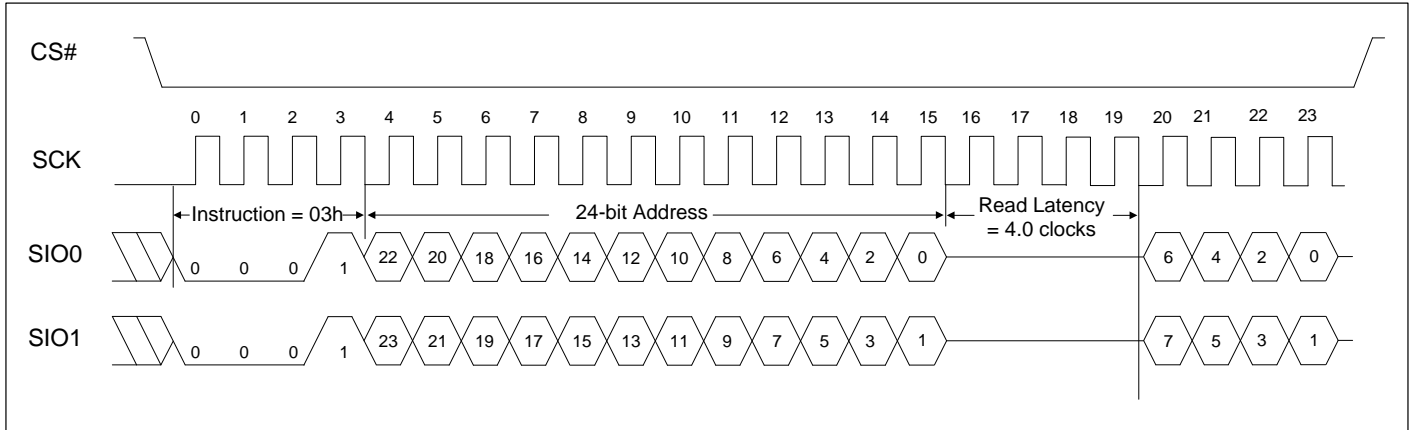 CS#
0 1 2 3 4 5 6 7 8 9 10 11 12 13 14 15 16 17 18 19 20 21 22 23
SCK
Instruction = 03h 24-bit Address Read Latency
= 4.0 clocks
SIO0 0 0 0 1 22 20 18 16 14 12 10 8 6 4 2 0 6 4 2 0
SIO1 0 0 0 1 23 21 19 17 15 13 11 9 7 5 3 1 7 5 3 1